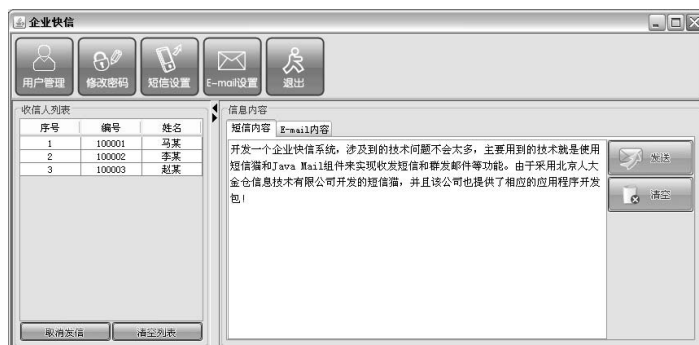 企业快信
用户管理 修改密码 短信设置 E-mail设置 退出
收信人列表
序号 编号 姓名
1 100001 马某
2 100002 李某
3 100003 赵某
取消发信 清空列表
信息内容
短信内容 E-mail内容
开发一个企业快信系统，涉及到的技术问题不会太多，主要用到的技术就是使用
短信猫和Java Mail组件来实现收发短信和群发邮件等功能。由于采用北京人大
金仓信息技术有限公司开发的短信猫，并且该公司也提供了相应的应用程序开发
包！
发送
清空